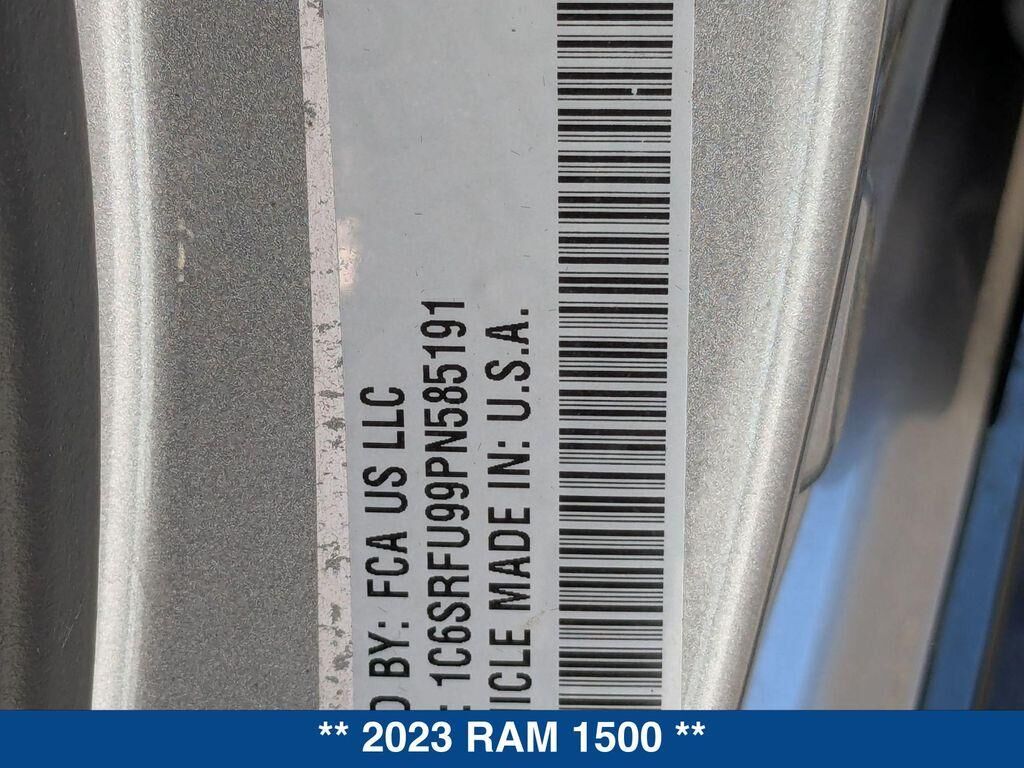 D BY: FCA US LLC
: 1C6SRFU99PN585191
ICLE MADE IN: U.S.A.
** 2023 RAM 1500 **